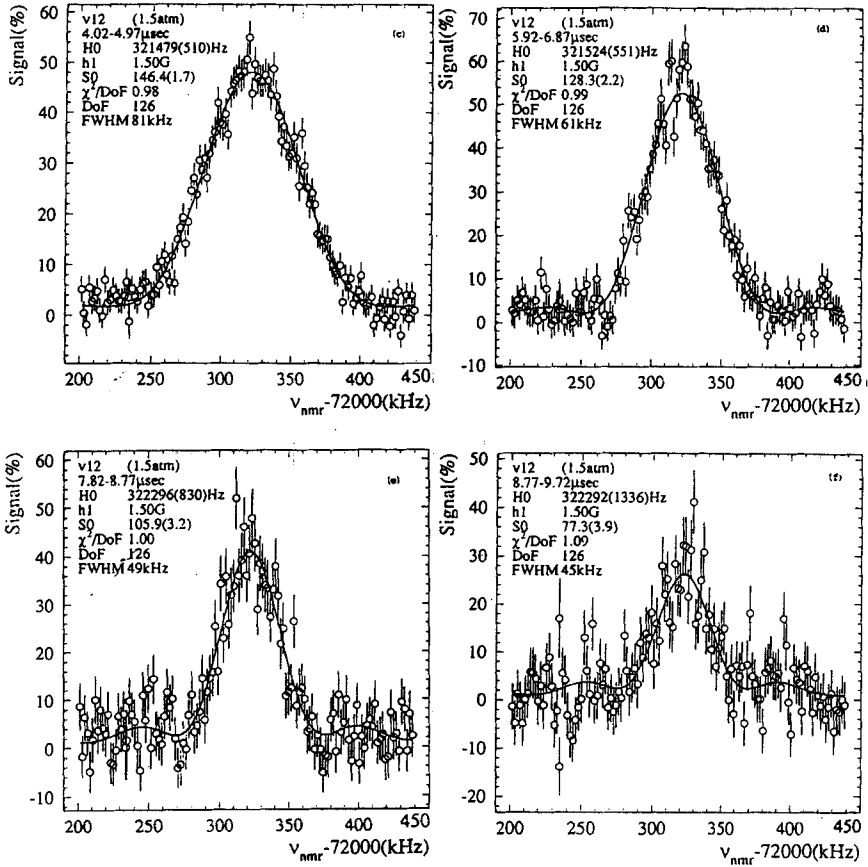 Signal(%)
v12 (1.5atm)
4.02-4.97μsec
H0 321479(510)Hz
h1 1.50G
S0 146.4(1.7)
χ²/DoF 0.98
DoF 126
FWHM 81kHz
(c)
60
50
40
30
20
10
0
200 250 300 350 400 450
ν_nmr-72000(kHz)
Signal(%)
v12 (1.5atm)
5.92-6.87μsec
H0 321524(551)Hz
h1 1.50G
S0 128.3(2.2)
χ²/DoF 0.99
DoF 126
FWHM 61kHz
(d)
70
60
50
40
30
20
10
0
-10
200 250 300 350 400 450
ν_nmr-72000(kHz)
Signal(%)
v12 (1.5atm)
7.82-8.77μsec
H0 322296(830)Hz
h1 1.50G
S0 105.9(3.2)
χ²/DoF 1.00
DoF 126
FWHM 49kHz
(e)
60
50
40
30
20
10
0
-10
200 250 300 350 400 450
ν_nmr-72000(kHz)
Signal(%)
v12 (1.5atm)
8.77-9.72μsec
H0 322292(1336)Hz
h1 1.50G
S0 77.3(3.9)
χ²/DoF 1.09
DoF 126
FWHM 45kHz
(f)
60
50
40
30
20
10
0
-10
-20
200 250 300 350 400 450
ν_nmr-72000(kHz)